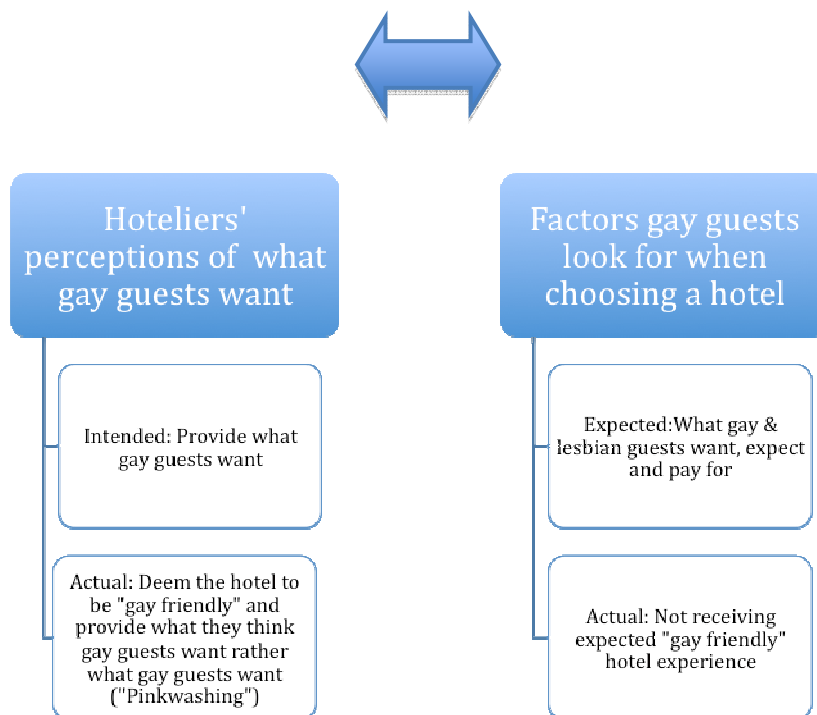 Hoteliers'
perceptions of what
gay guests want
Intended: Provide what
gay guests want
Actual: Deem the hotel to
be "gay friendly" and
provide what they think
gay guests want rather
what gay guests want
("Pinkwashing")
Factors gay guests
look for when
choosing a hotel
Expected:What gay &
lesbian guests want, expect
and pay for
Actual: Not receiving
expected "gay friendly"
hotel experience